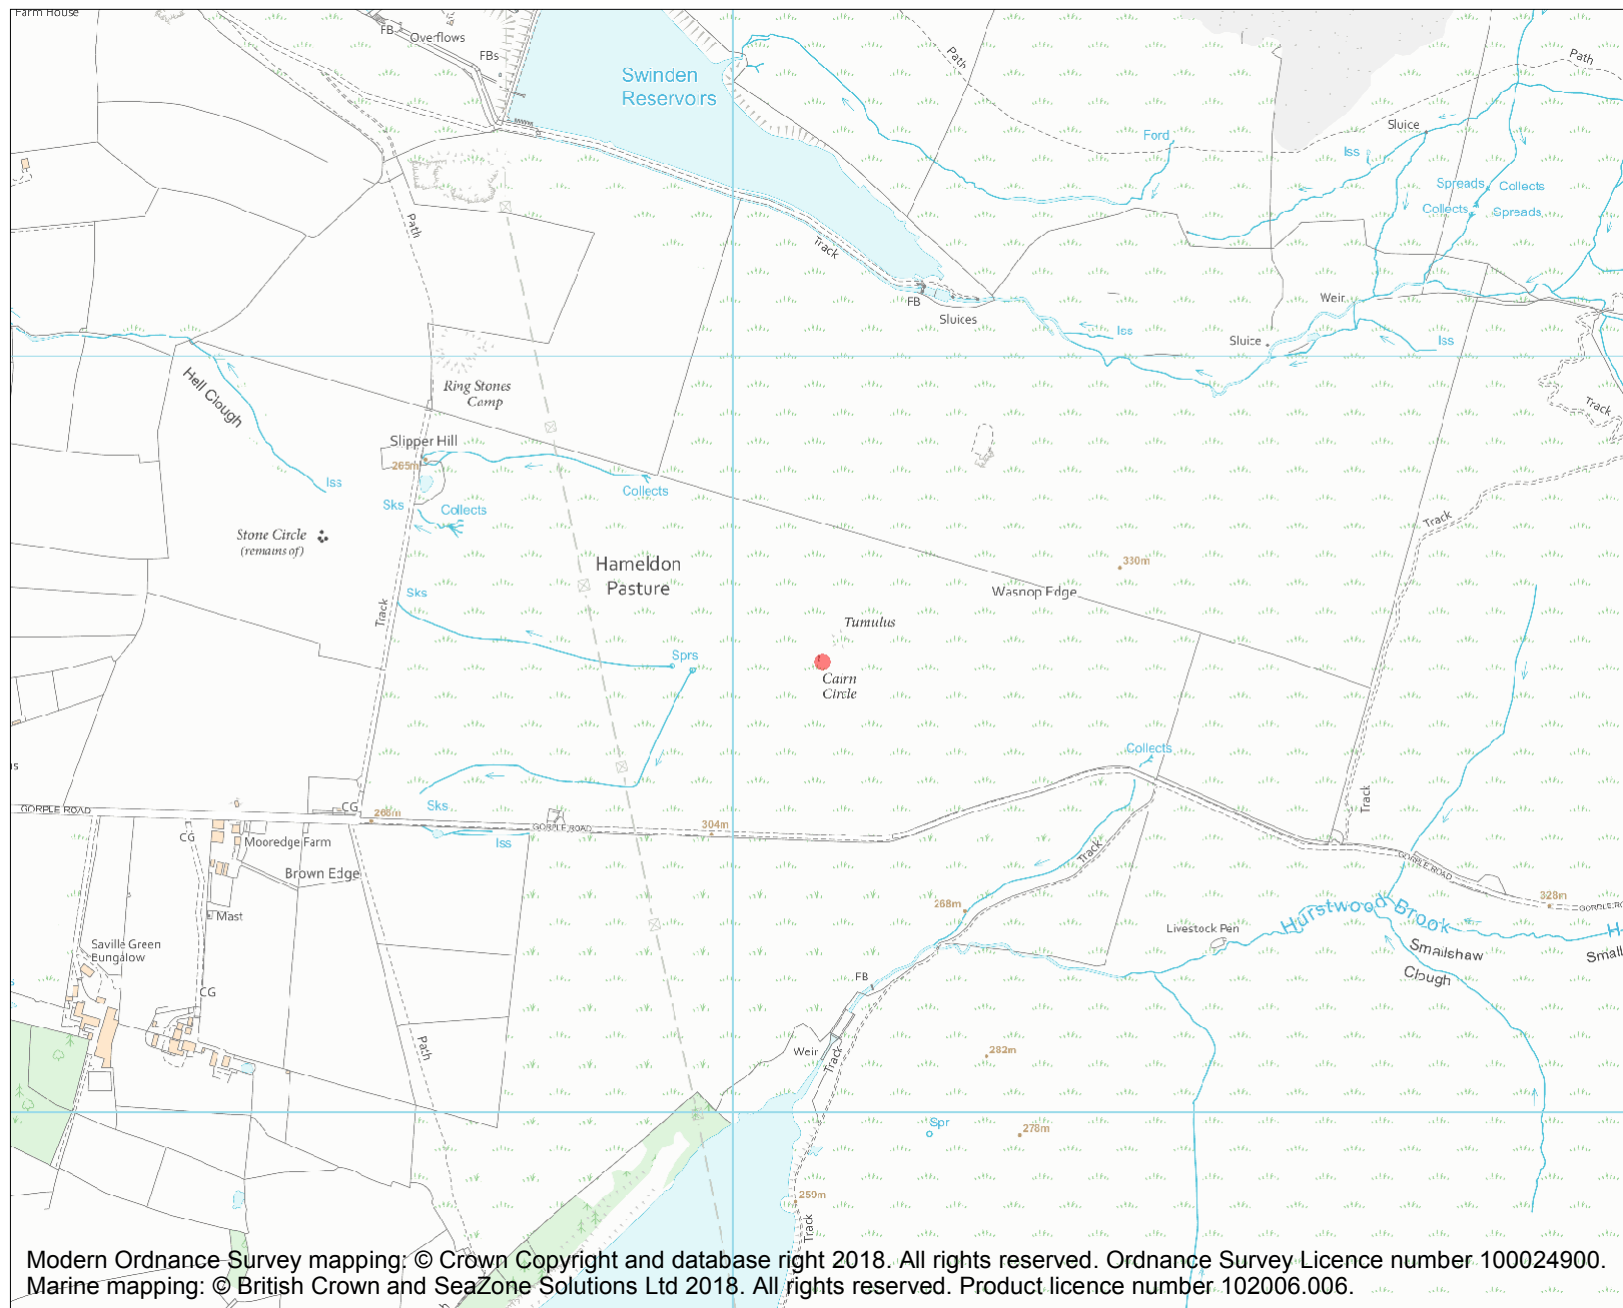 Farm House
FB
Overflows
&
FBs
Swinden
Reservoirs
Path
Path
Ford
Sluice
Iss
Spreads
Collects
Collects
Spreads
Path
Track
FB
Sluices
Weir
Iss
Sluice
Iss
Hell Clough
Ring Stones
Camp
Track
Slipper Hill
265m
Iss
Sks
Collects
Collects
Track
Stone Circle
(remains of)
Hameldon
Pasture
330m
Wasnop Edge
Sks
Track
Tumulus
Sprs
Cairn
Circle
Collects
Track
Sks
GORPLE ROAD
CG
268m
304m
GORPLE ROAD
CG
Mooredge Farm
Iss
Brown Edge
Track
GORPLE ROAD
328m
GORPLE RO
268m
Mast
Livestock Pen
Hurstwood Brook
H
Smallshaw
Clough
Small
Saville Green
Bungalow
FB
CG
Path
Weir
Track
282m
Spr
278m
259m
Track
Modern Ordnance Survey mapping: © Crown Copyright and database right 2018. All rights reserved. Ordnance Survey Licence number 100024900.
Marine mapping: © British Crown and SeaZone Solutions Ltd 2018. All rights reserved. Product licence number 102006.006.